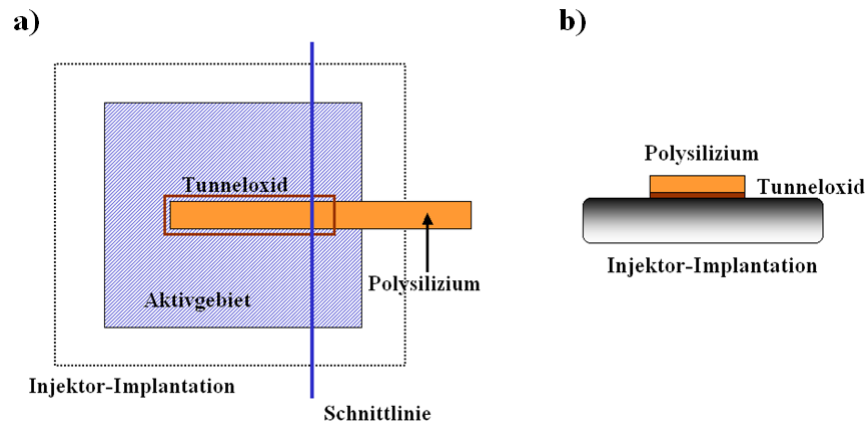 a)
Tunneloxid
Polysilizium
Aktivgebiet
Injektor-Implantation
Schnittlinie
b)
Polysilizium
Tunneloxid
Injektor-Implantation